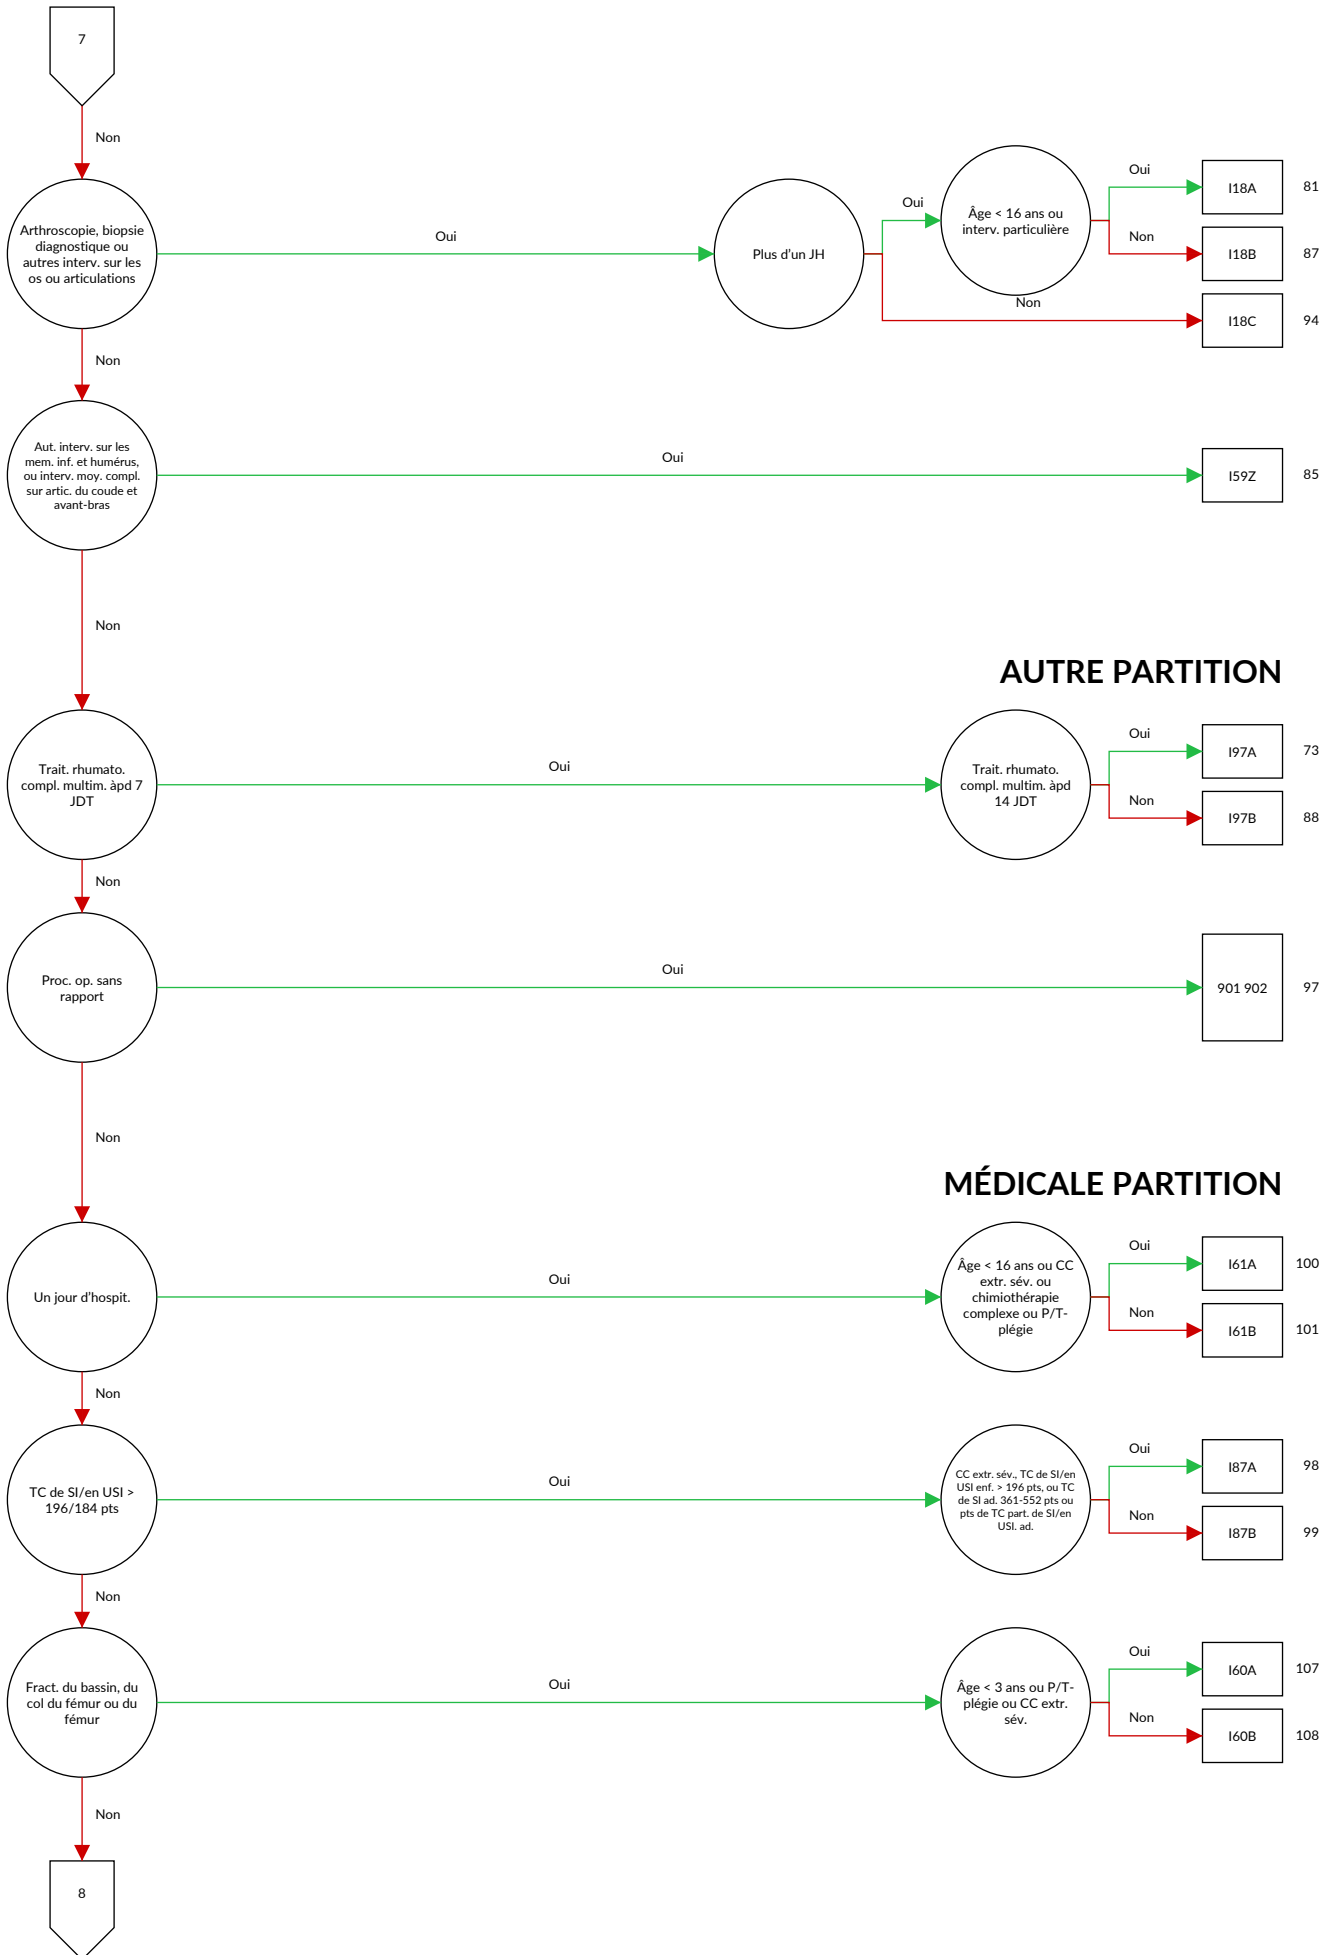 7
Non
Arthroscopie, biopsie
diagnostique ou
autres interv. sur les
os ou articulations
Oui
Plus d'un JH
Oui
Âge < 16 ans ou
interv. particulière
Oui
I18A
81
Non
I18B
87
Non
I18C
94
Non
Aut. interv. sur les
mem. inf. et humérus,
ou interv. moy. compl.
sur artic. du coude et
avant-bras
Oui
I59Z
85
Non
AUTRE PARTITION
Trait. rhumato.
compl. multim. àpd 7
JDT
Oui
Trait. rhumato.
compl. multim. àpd
14 JDT
Oui
I97A
73
Non
I97B
88
Non
Proc. op. sans
rapport
Oui
901 902
97
Non
MÉDICALE PARTITION
Un jour d'hospit.
Oui
Âge < 16 ans ou CC
extr. sév. ou
chimiothérapie
complexe ou P/T-
plégie
Oui
I61A
100
Non
I61B
101
Non
TC de SI/en USI >
196/184 pts
Oui
CC extr. sév., TC de SI/en
USI enf. > 196 pts, ou TC
de SI ad. 361-552 pts ou
pts de TC part. de SI/en
USI. ad.
Oui
I87A
98
Non
I87B
99
Non
Fract. du bassin, du
col du fémur ou du
fémur
Oui
Âge < 3 ans ou P/T-
plégie ou CC extr.
sév.
Oui
I60A
107
Non
I60B
108
Non
8